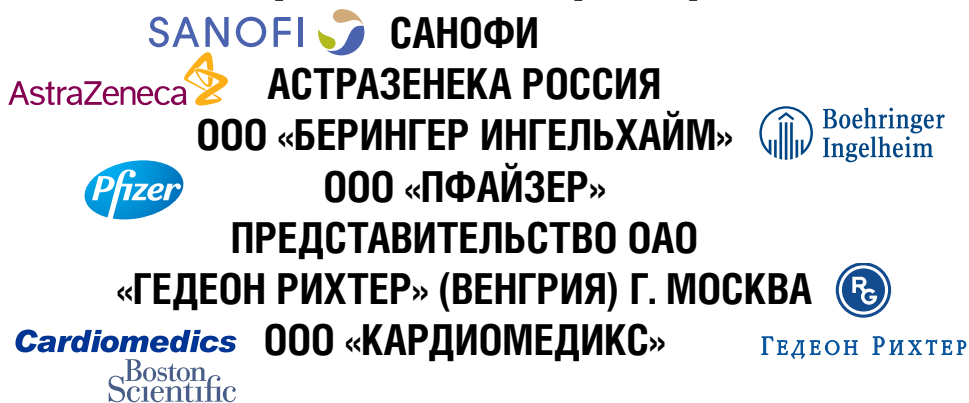 SANOFI САНОФИ
AstraZeneca АСТРАЗЕНЕКА РОССИЯ
ООО «БЕРИНГЕР ИНГЕЛЬХАЙМ» Boehringer
Ingelheim
Pfizer ООО «ПФАЙЗЕР»
ПРЕДСТАВИТЕЛЬСТВО ОАО
«ГЕДЕОН РИХТЕР» (ВЕНГРИЯ) Г. МОСКВА RG
Cardiomedics ООО «КАРДИОМЕДИКС» ГЕДЕОН РИХТЕР
Boston
Scientific